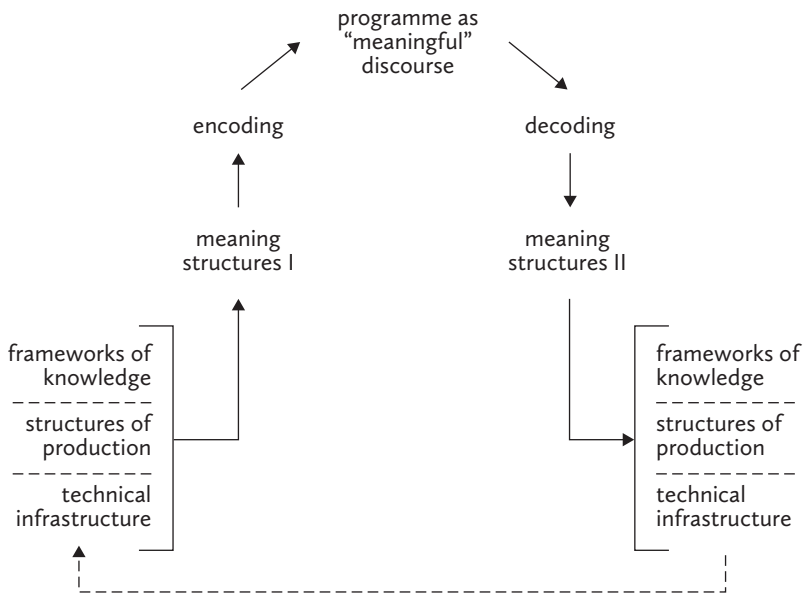 programme as
“meaningful”
discourse
encoding
decoding
meaning
structures I
meaning
structures II
frameworks of
knowledge
structures of
production
technical
infrastructure
frameworks of
knowledge
structures of
production
technical
infrastructure